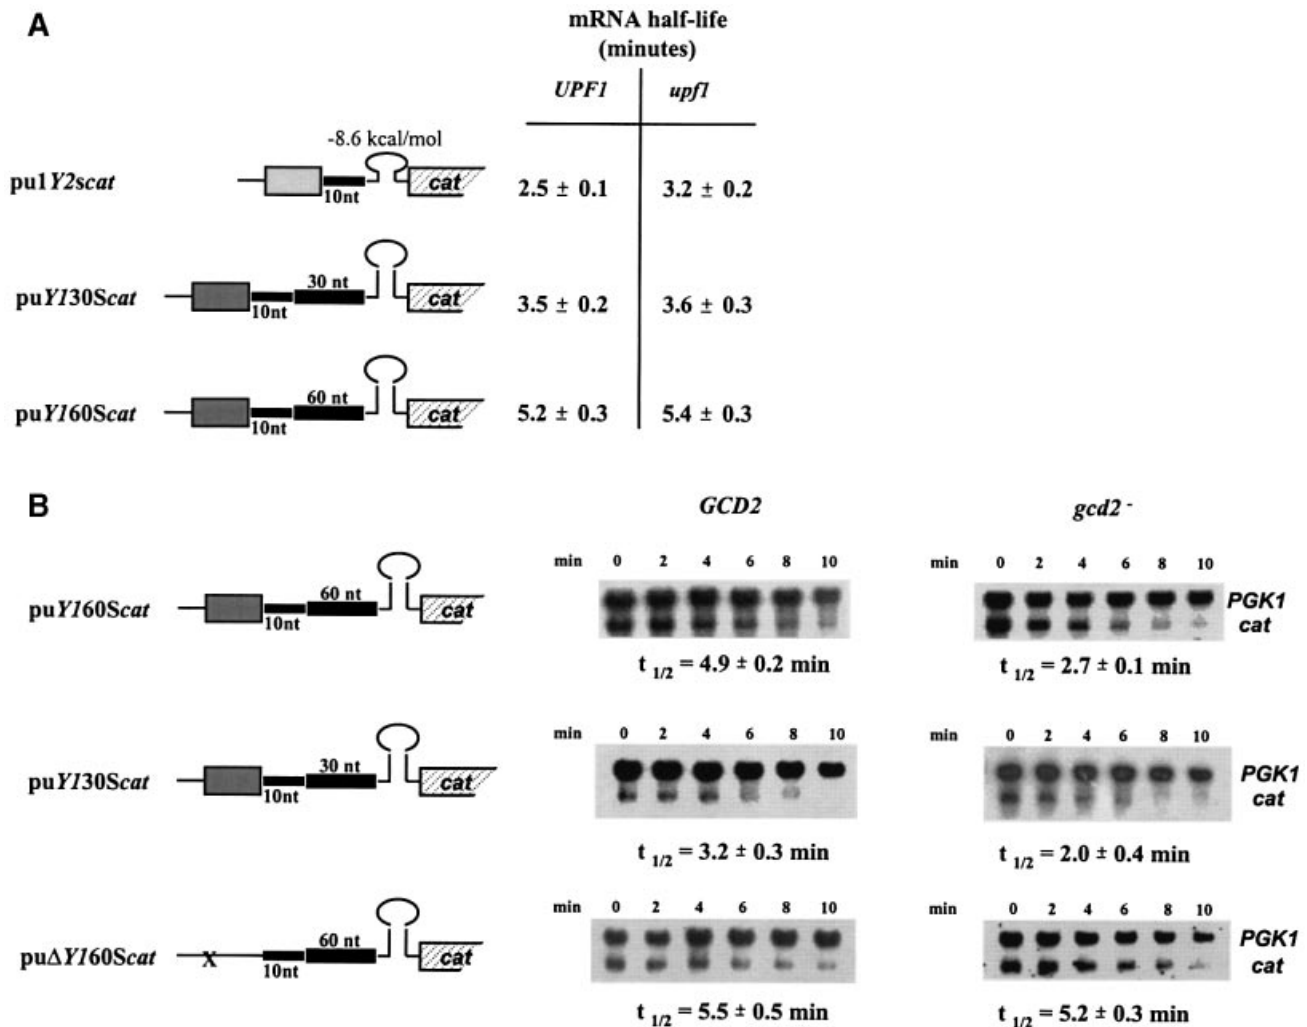 A
mRNA half-life
(minutes)
UPF1 upf1
-8.6 kcal/mol
pu1Y2scat 10nt cat 2.5 ± 0.1 3.2 ± 0.2
puY130Scat 10nt 30 nt cat 3.5 ± 0.2 3.6 ± 0.3
puY160Scat 10nt 60 nt cat 5.2 ± 0.3 5.4 ± 0.3
B
GCD2 gcd2 -
min 0 2 4 6 8 10 min 0 2 4 6 8 10
puY160Scat 10nt 60 nt cat PGK1
cat
t 1/2 = 4.9 ± 0.2 min t 1/2 = 2.7 ± 0.1 min
min 0 2 4 6 8 10 min 0 2 4 6 8 10
puY130Scat 10nt 30 nt cat PGK1
cat
t 1/2 = 3.2 ± 0.3 min t 1/2 = 2.0 ± 0.4 min
min 0 2 4 6 8 10 min 0 2 4 6 8 10
puΔY160Scat X 10nt 60 nt cat PGK1
cat
t 1/2 = 5.5 ± 0.5 min t 1/2 = 5.2 ± 0.3 min